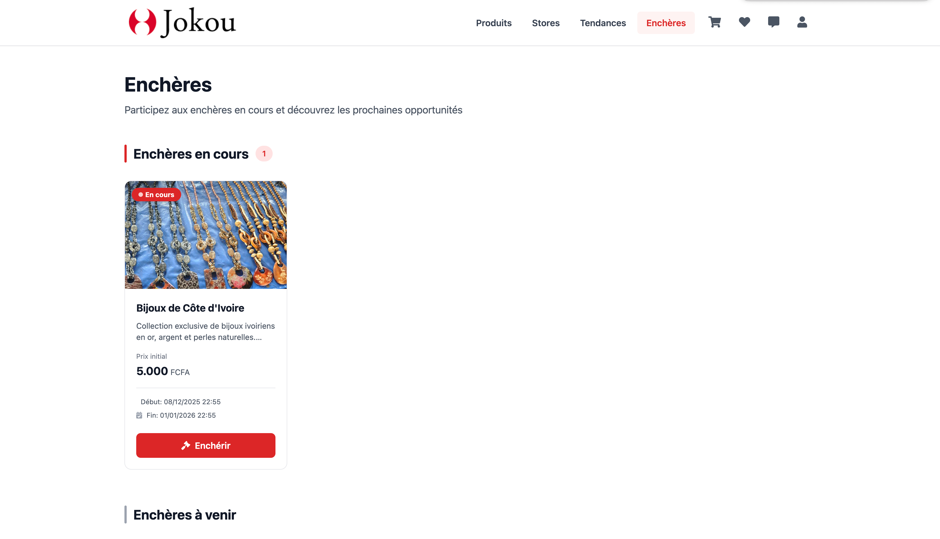 Jokou
Produits Stores Tendances Enchères
Enchères
Participez aux enchères en cours et découvrez les prochaines opportunités
Enchères en cours 1
En cours
Bijoux de Côte d'Ivoire
Collection exclusive de bijoux ivoiriens
en or, argent et perles naturelles....
Prix initial
5.000 FCFA
Début: 08/12/2025 22:55
Fin: 01/01/2026 22:55
Enchérir
Enchères à venir